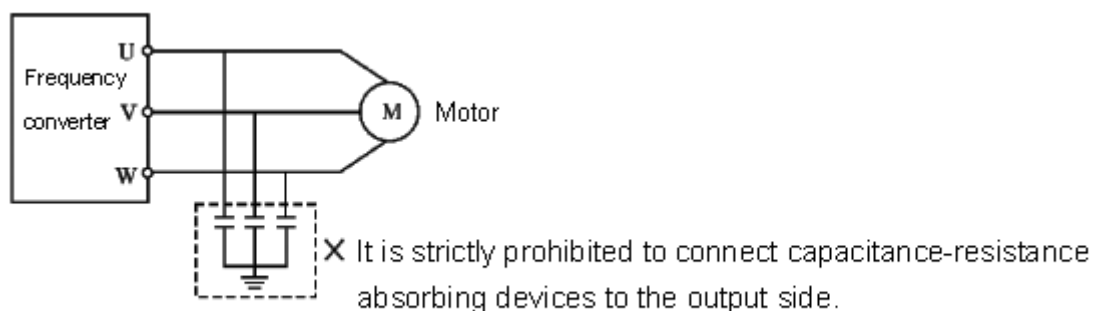 U
Frequency
converter V
M Motor
W
X It is strictly prohibited to connect capacitance-resistance
absorbing devices to the output side.